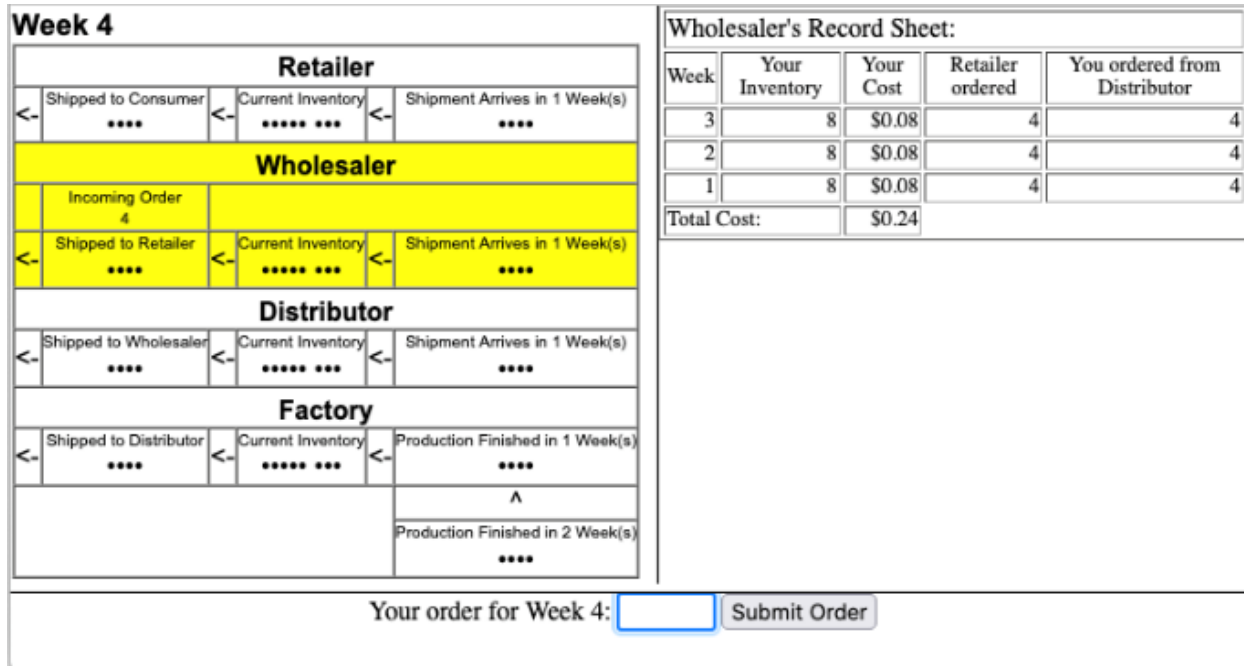 Week 4
Retailer
<- Shipped to Consumer <- Current Inventory <- Shipment Arrives in 1 Week(s)
•••• ••••• ••• ••••
Wholesaler
Incoming Order
4
<- Shipped to Retailer <- Current Inventory <- Shipment Arrives in 1 Week(s)
•••• ••••• ••• ••••
Distributor
<- Shipped to Wholesaler <- Current Inventory <- Shipment Arrives in 1 Week(s)
•••• ••••• ••• ••••
Factory
<- Shipped to Distributor <- Current Inventory <- Production Finished in 1 Week(s)
•••• ••••• ••• ••••
^
Production Finished in 2 Week(s)
••••
Wholesaler's Record Sheet:
Week Your Inventory Your Cost Retailer ordered You ordered from Distributor
3 8 $0.08 4 4
2 8 $0.08 4 4
1 8 $0.08 4 4
Total Cost: $0.24
Your order for Week 4: Submit Order